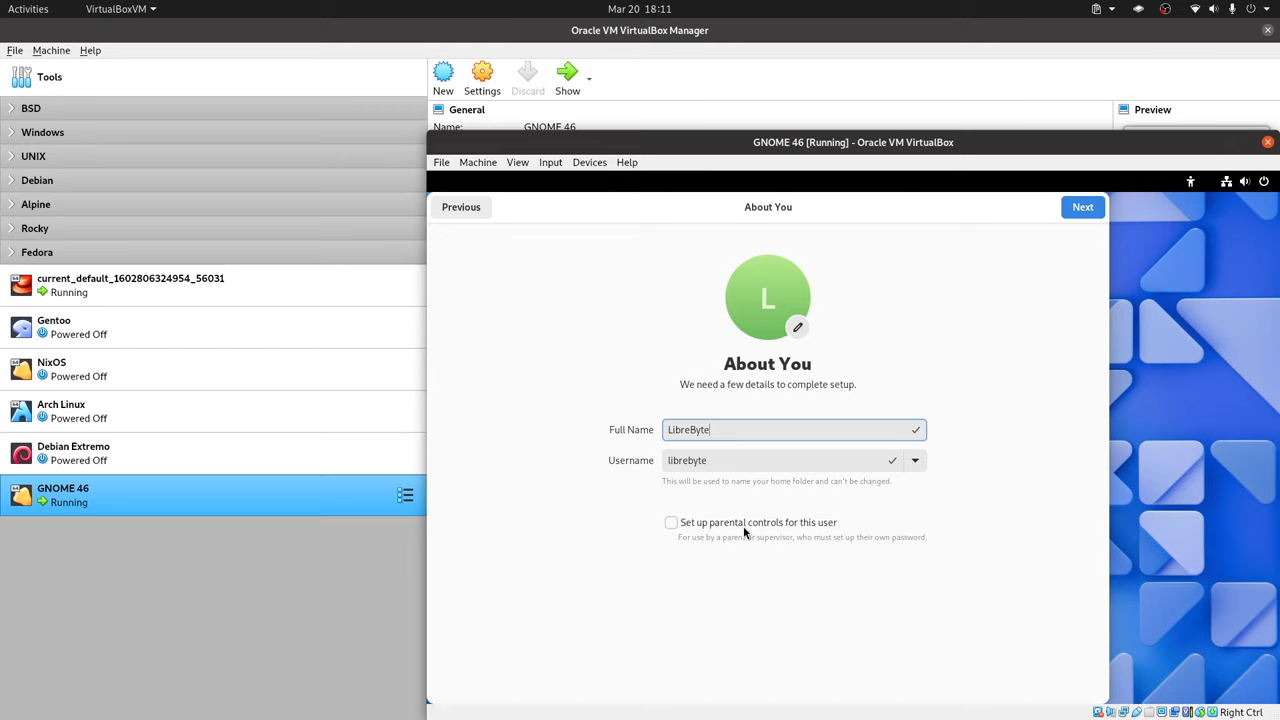 Activities
VirtualBoxVM
Mar 20 18:11
Oracle VM VirtualBox Manager
File Machine Help
Tools
New Settings Discard Show
General
Preview
Name: GNOME 46
BSD
Windows
UNIX
Debian
Alpine
Rocky
Fedora
current_default_1602806324954_56031
Running
Gentoo
Powered Off
NixOS
Powered Off
Arch Linux
Powered Off
Debian Extremo
Powered Off
GNOME 46
Running
GNOME 46 [Running] - Oracle VM VirtualBox
File Machine View Input Devices Help
Previous
About You
Next
L
About You
We need a few details to complete setup.
Full Name LibreByte
Username librebyte
This will be used to name your home folder and can't be changed.
Set up parental controls for this user
For use by a parent or supervisor, who must set up their own password.
Right Ctrl